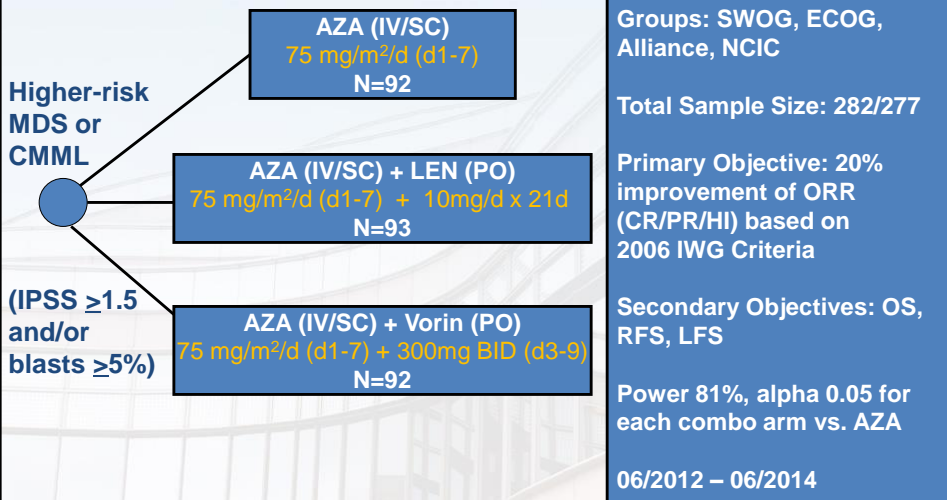 Higher-risk
MDS or
CMML
(IPSS ≥1.5
and/or
blasts ≥5%)
AZA (IV/SC)
75 mg/m²/d (d1-7)
N=92
AZA (IV/SC) + LEN (PO)
75 mg/m²/d (d1-7)  +  10mg/d x 21d
N=93
AZA (IV/SC) + Vorin (PO)
75 mg/m²/d (d1-7) + 300mg BID (d3-9)
N=92
Groups: SWOG, ECOG,
Alliance, NCIC
Total Sample Size: 282/277
Primary Objective: 20%
improvement of ORR
(CR/PR/HI) based on
2006 IWG Criteria
Secondary Objectives: OS,
RFS, LFS
Power 81%, alpha 0.05 for
each combo arm vs. AZA
06/2012 – 06/2014